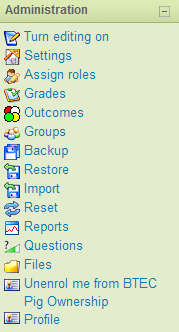 Administration
Turn editing on
Settings
Assign roles
Grades
Outcomes
Groups
Backup
Restore
Import
Reset
Reports
Questions
Files
Unenrol me from BTEC
Pig Ownership
Profile